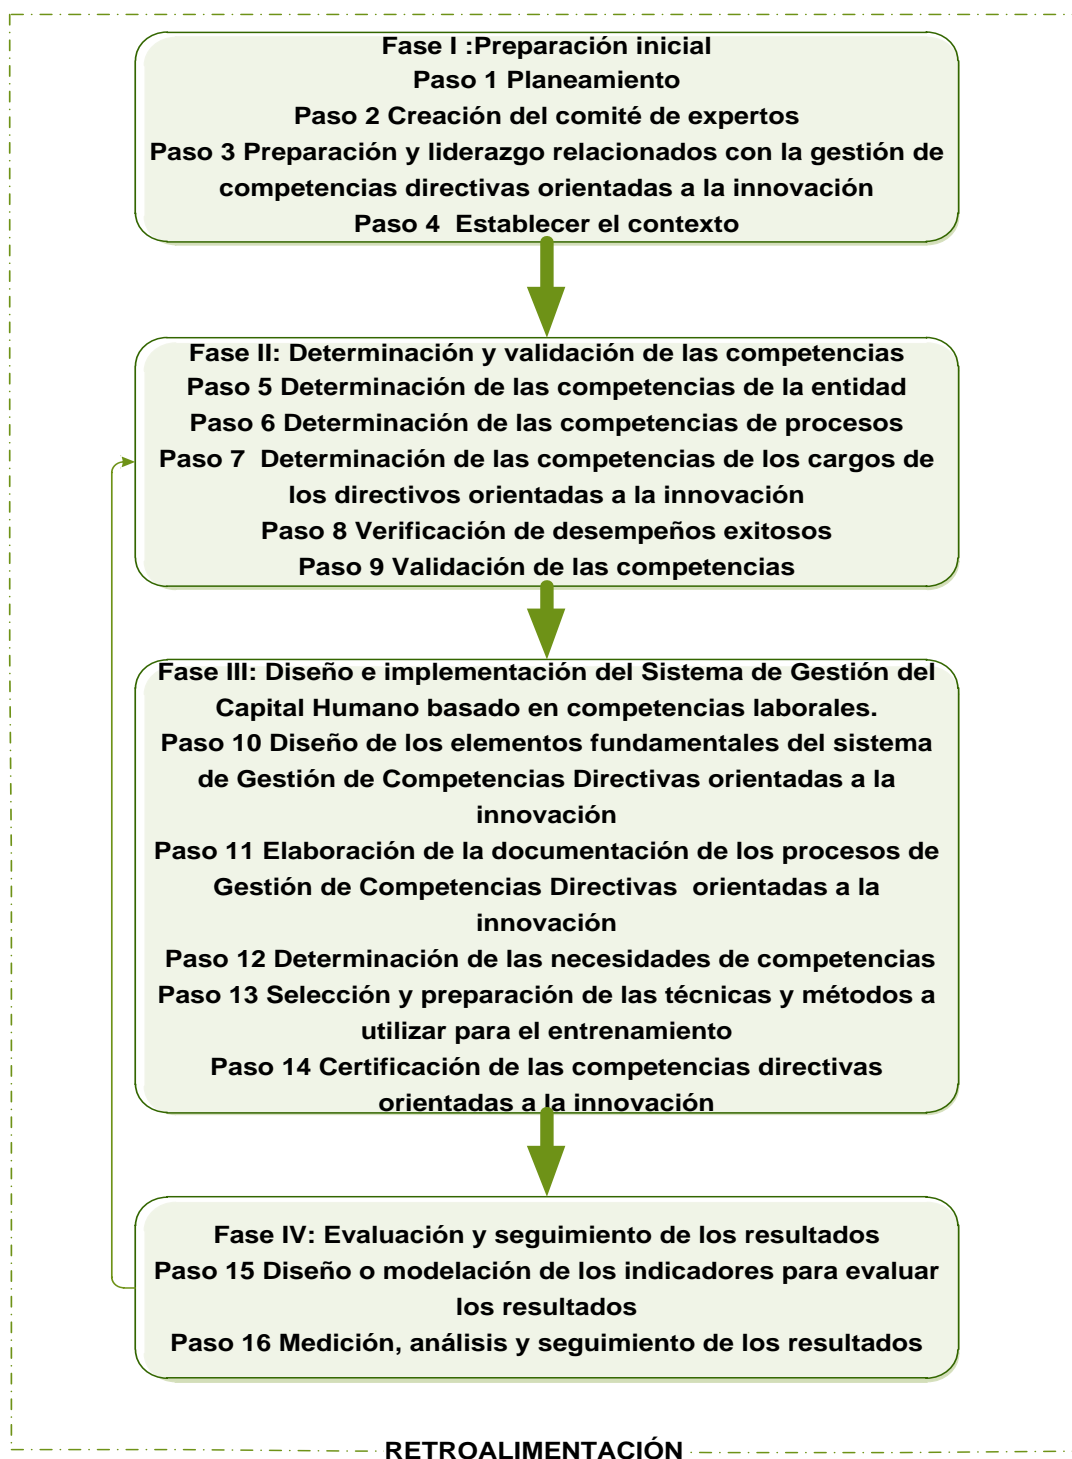 Fase I :Preparación inicial
Paso 1 Planeamiento
Paso 2 Creación del comité de expertos
Paso 3 Preparación y liderazgo relacionados con la gestión de
competencias directivas orientadas a la innovación
Paso 4  Establecer el contexto
Fase II: Determinación y validación de las competencias
Paso 5 Determinación de las competencias de la entidad
Paso 6 Determinación de las competencias de procesos
Paso 7  Determinación de las competencias de los cargos de
los directivos orientadas a la innovación
Paso 8 Verificación de desempeños exitosos
Paso 9 Validación de las competencias
Fase III: Diseño e implementación del Sistema de Gestión del
Capital Humano basado en competencias laborales.
Paso 10 Diseño de los elementos fundamentales del sistema
de Gestión de Competencias Directivas orientadas a la
innovación
Paso 11 Elaboración de la documentación de los procesos de
Gestión de Competencias Directivas  orientadas a la
innovación
Paso 12 Determinación de las necesidades de competencias
Paso 13 Selección y preparación de las técnicas y métodos a
utilizar para el entrenamiento
Paso 14 Certificación de las competencias directivas
orientadas a la innovación
Fase IV: Evaluación y seguimiento de los resultados
Paso 15 Diseño o modelación de los indicadores para evaluar
los resultados
Paso 16 Medición, análisis y seguimiento de los resultados
RETROALIMENTACIÓN